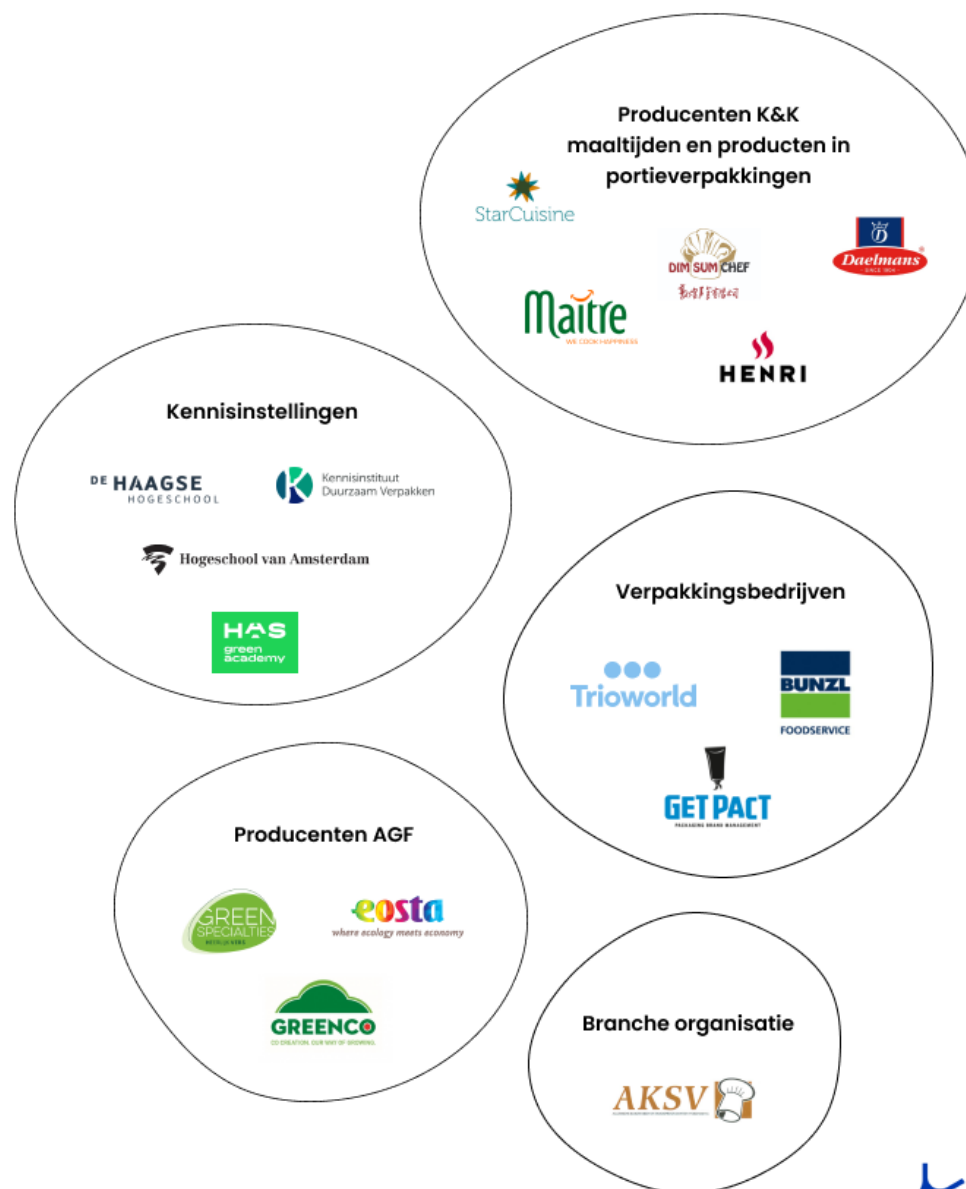 Producenten K&K
maaltijden en producten in
portieverpakkingen
StarCuisine
DIM SUM CHEF
Daelmans
- SINCE 1904 -
Maître
WE COOK HAPPINESS
HENRI
Kennisinstellingen
DE HAAGSE
HOGESCHOOL
Kennisinstituut
Duurzaam Verpakken
Hogeschool van Amsterdam
HAS
green
academy
Verpakkingsbedrijven
Trioworld
BUNZL
FOODSERVICE
GET PACT
PACKAGING BRAND MANAGEMENT
Producenten AGF
GREEN
SPECIALTIES
eosta
where ecology meets economy
GREENCO
CO CREATION. OUR WAY OF GROWING.
Branche organisatie
AKSV